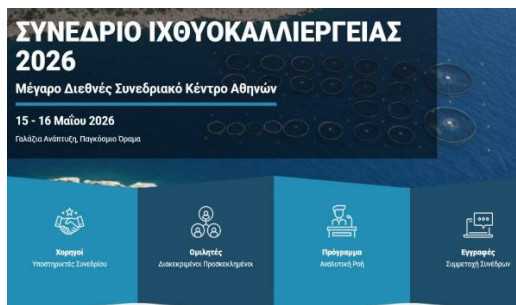 ΣΥΝΕΔΡΙΟ ΙΧΘΥΟΚΑΛΛΙΕΡΓΕΙΑΣ
2026
Μέγαρο Διεθνές Συνεδριακό Κέντρο Αθηνών
15 - 16 Μαΐου 2026
Γαλάζια Ανάπτυξη, Παγκόσμιο Όραμα
Χορηγοί
Υποστηρικτές Συνεδρίου
Ομιλητές
Διακεκριμένοι Προσκεκλημένοι
Πρόγραμμα
Αναλυτική Ροή
Εγγραφές
Συμμετοχή Συνέδρων